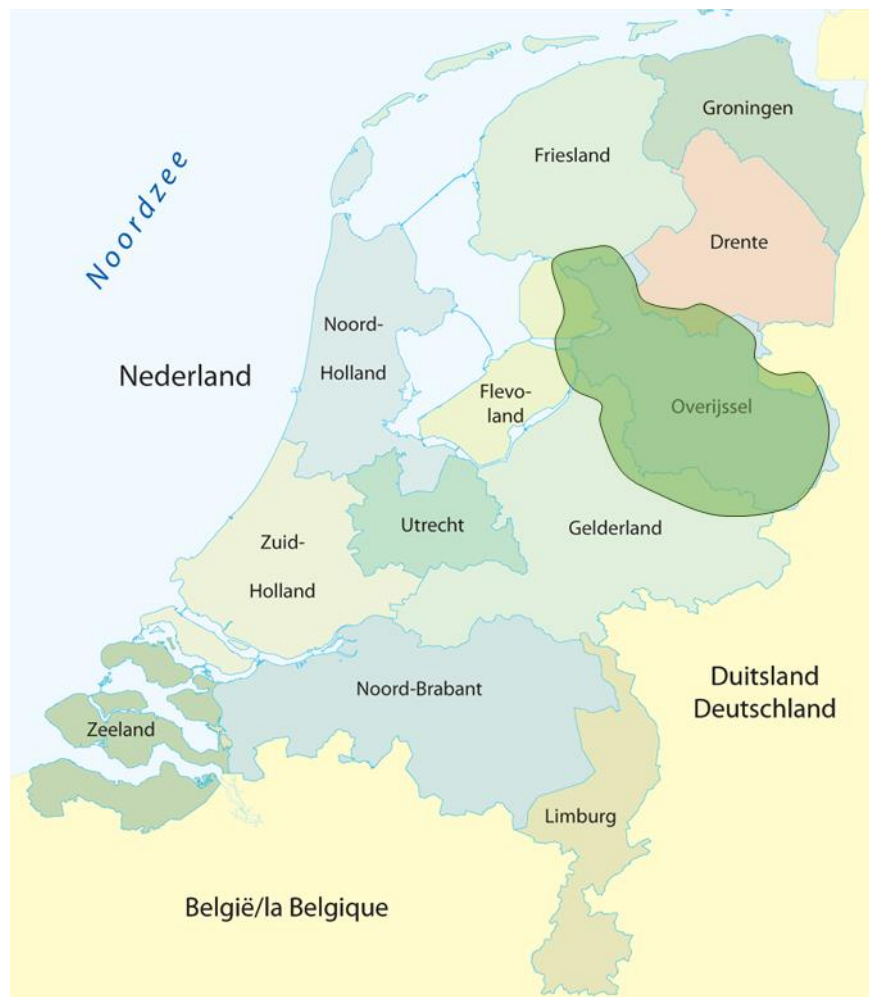 Groningen
Friesland
Noordzee
Drente
Noord-
Holland
Nederland
Flevo-
land
Overijssel
Utrecht
Gelderland
Zuid-
Holland
Noord-Brabant
Duitsland
Deutschland
Zeeland
Limburg
België/la Belgique